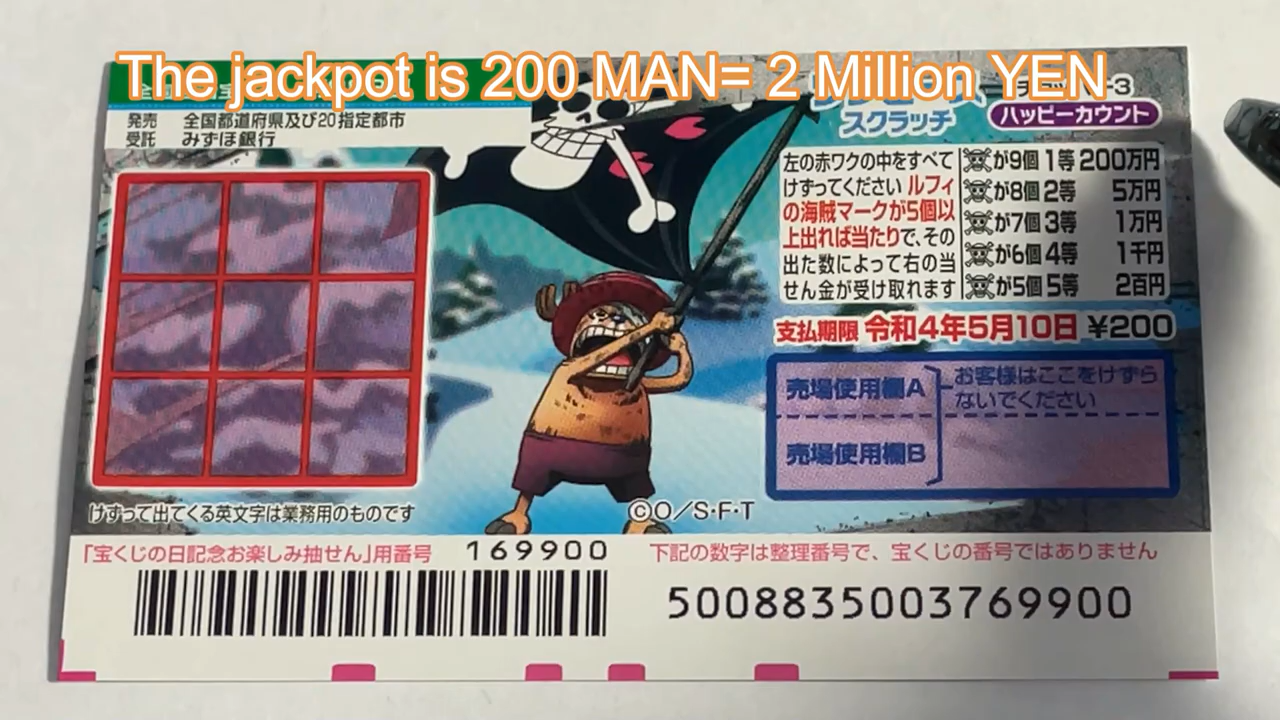 The jackpot is 200 MAN= 2 Million YEN
発売 全国都道府県及び20指定都市
受託 みずほ銀行
スクラッチ
ハッピーカウント
左の赤ワクの中をすべて
けずってください ルフィ
の海賊マークが5個以
上出れば当たりで、その
出た数によって右の当
せん金が受け取れます
が9個 1等 200万円
が8個 2等 5万円
が7個 3等 1万円
が6個 4等 1千円
が5個 5等 2百円
支払期限 令和4年5月10日 ¥200
売場使用欄A
お客様はここをけずら
ないでください
売場使用欄B
けずって出てくる英文字は業務用のものです
©O/S・F・T
「宝くじの日記念お楽しみ抽せん」用番号 169900
下記の数字は整理番号で、宝くじの番号ではありません
5008835003769900